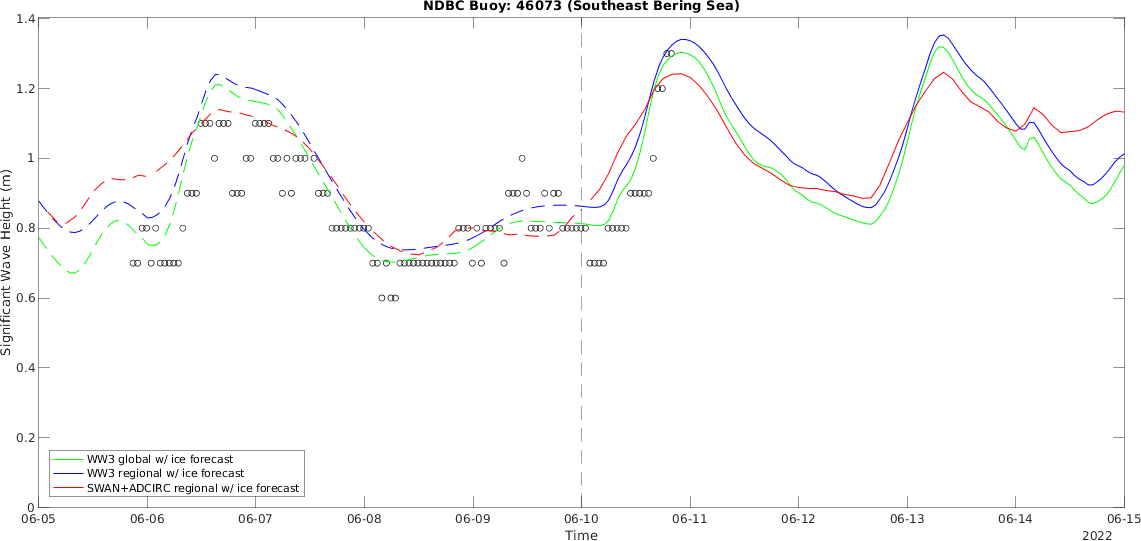 NDBC Buoy: 46073 (Southeast Bering Sea)
1.4
1.2
1
0.8
0.6
0.4
0.2
0
Significant Wave Height (m)
WW3 global w/ ice forecast
WW3 regional w/ ice forecast
SWAN+ADCIRC regional w/ ice forecast
06-05 06-06 06-07 06-08 06-09 06-10 06-11 06-12 06-13 06-14 06-15
Time
2022